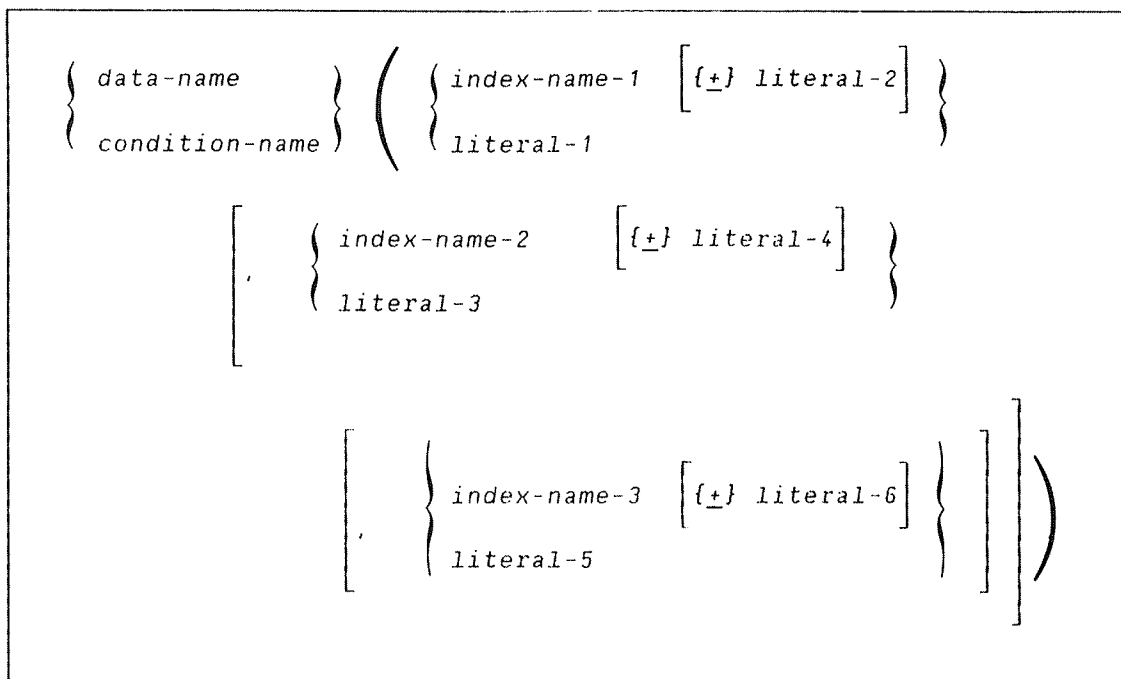 { data-name } ( { index-name-1 [{±} literal-2] }
{ condition-name } { literal-1 }
[ , { index-name-2 [{±} literal-4] }
{ literal-3 }
[ , { index-name-3 [{±} literal-6] } ] ] )
{ literal-5 }